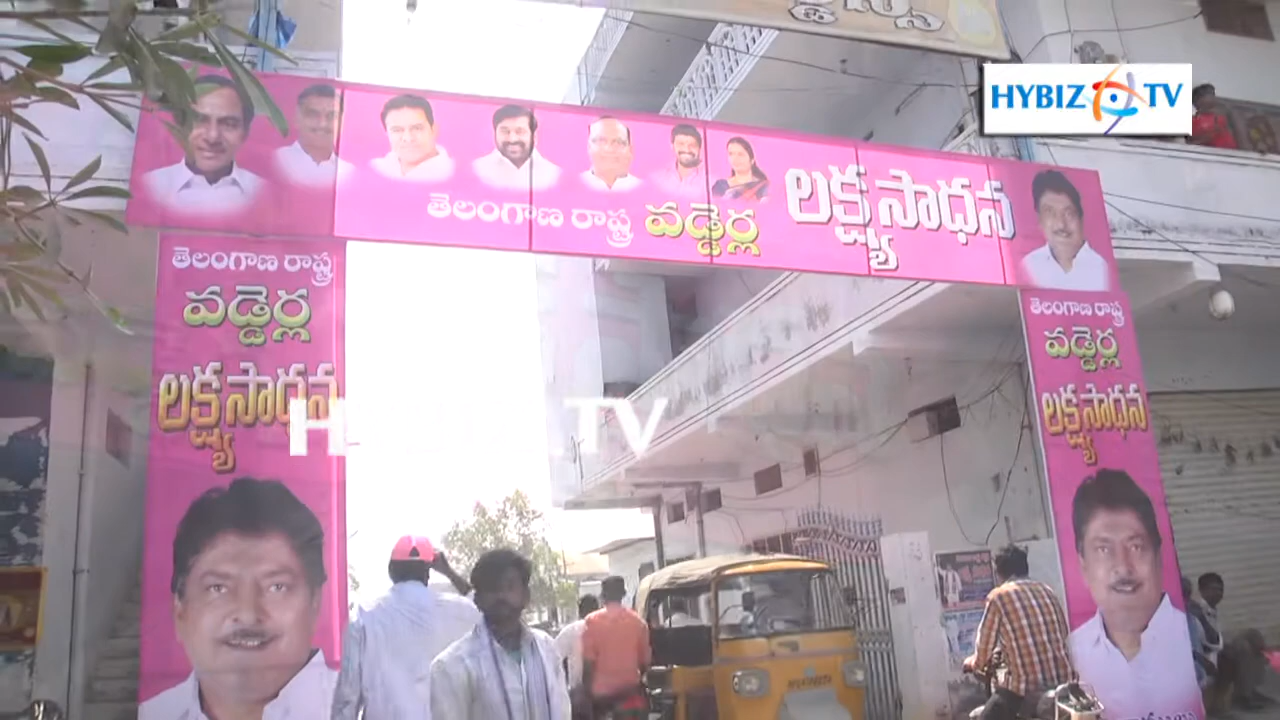 HYBIZ TV
తెలంగాణ రాష్ట్ర వడ్డెర్ల లక్ష్యసాధన
తెలంగాణ రాష్ట్ర
వడ్డెర్ల
లక్ష్యసాధన
తెలంగాణ రాష్ట్ర
వడ్డెర్ల
లక్ష్యసాధన